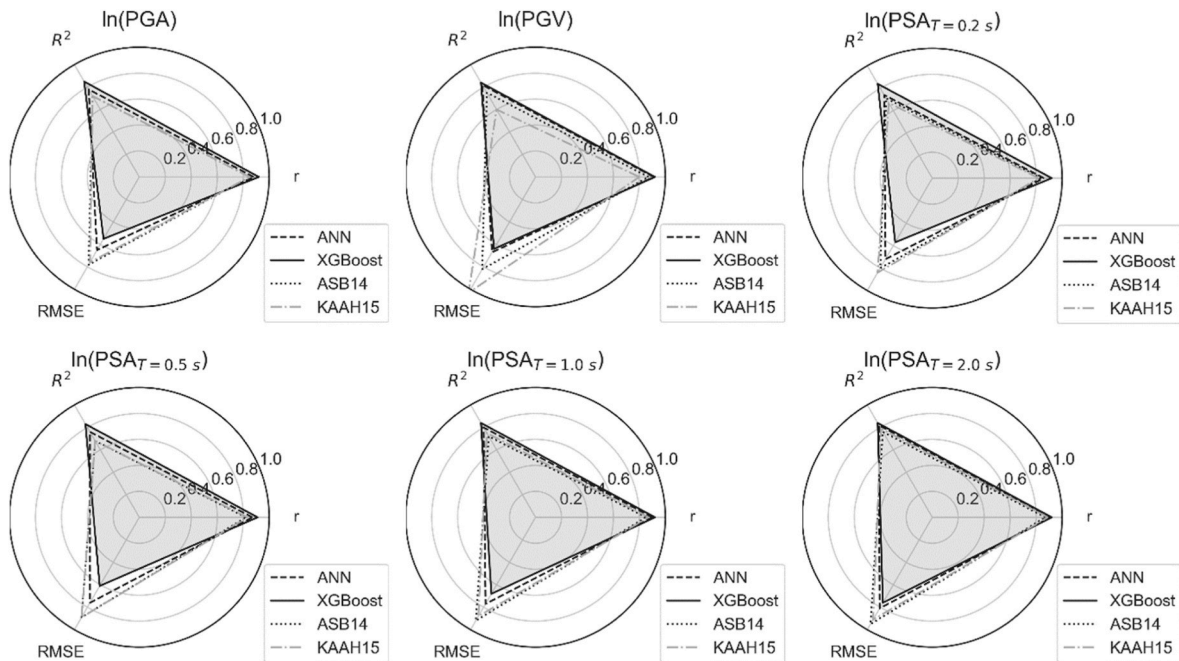 ln(PGA)
R²
1.0
0.8
0.6
0.4
0.2
r
RMSE
ANN
XGBoost
ASB14
KAAH15
ln(PGV)
R²
1.0
0.8
0.6
0.4
0.2
r
RMSE
ANN
XGBoost
ASB14
KAAH15
ln(PSA_T = 0.2 s)
R²
1.0
0.8
0.6
0.4
0.2
r
RMSE
ANN
XGBoost
ASB14
KAAH15
ln(PSA_T = 0.5 s)
R²
1.0
0.8
0.6
0.4
0.2
r
RMSE
ANN
XGBoost
ASB14
KAAH15
ln(PSA_T = 1.0 s)
R²
1.0
0.8
0.6
0.4
0.2
r
RMSE
ANN
XGBoost
ASB14
KAAH15
ln(PSA_T = 2.0 s)
R²
1.0
0.8
0.6
0.4
0.2
r
RMSE
ANN
XGBoost
ASB14
KAAH15